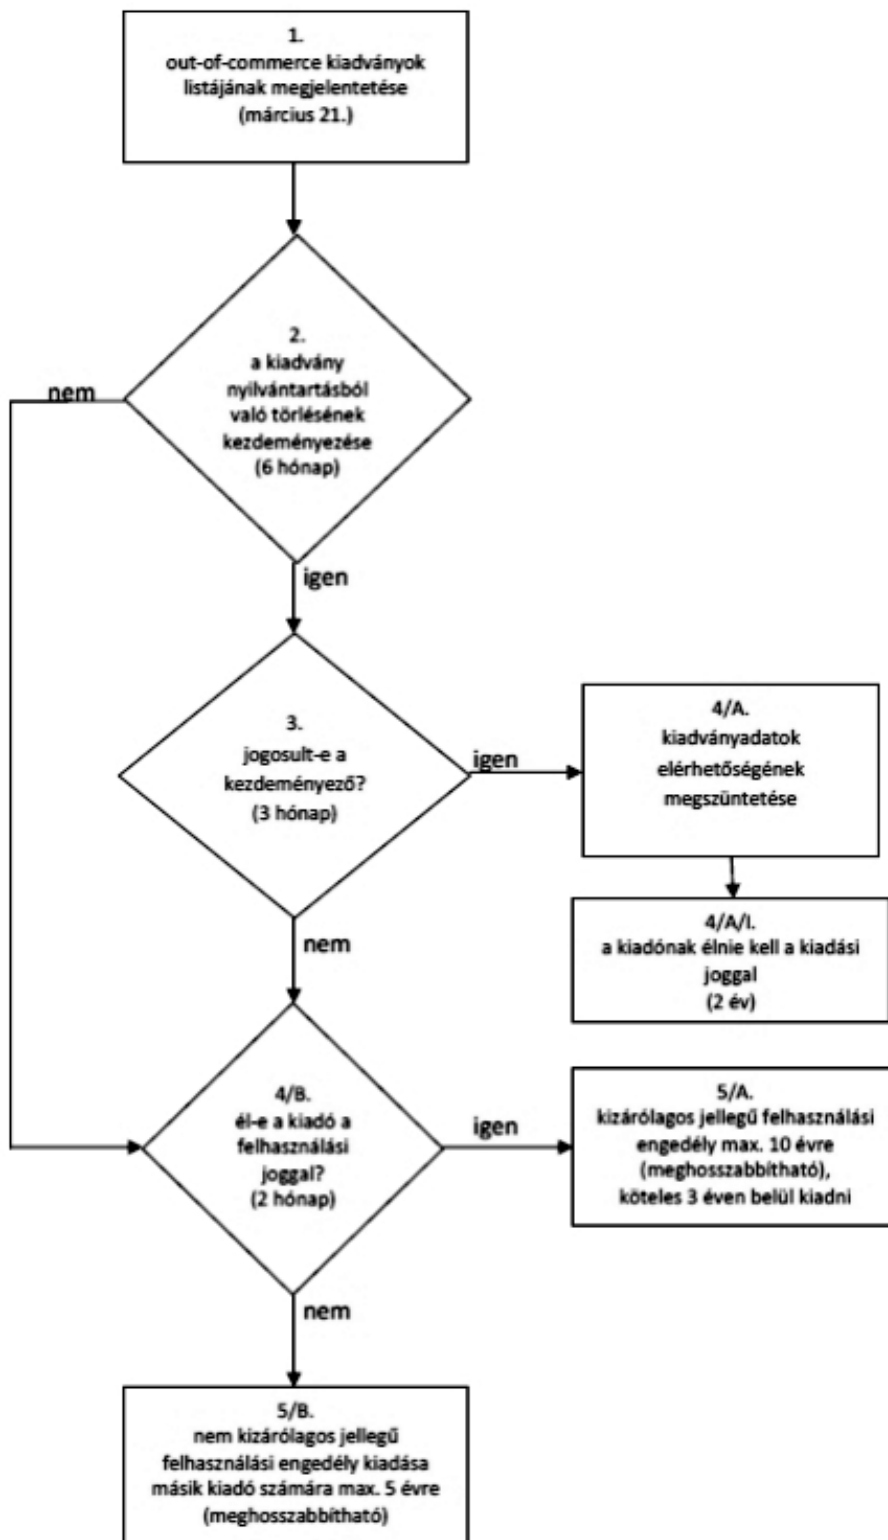 1.
out-of-commerce kiadványok
listájának megjelentetése
(március 21.)
2.
a kiadvány
nyilvántartásból
való törlésének
kezdeményezése
(6 hónap)
nem
igen
3.
jogosult-e a
kezdeményező?
(3 hónap)
igen
4/A.
kiadványadatok
elérhetőségének
megszüntetése
nem
4/A/I.
a kiadónak élnie kell a kiadási
joggal
(2 év)
4/B.
él-e a kiadó a
felhasználási
joggal?
(2 hónap)
igen
5/A.
kizárólagos jellegű felhasználási
engedély max. 10 évre
(meghosszabbítható),
köteles 3 éven belül kiadni
nem
5/B.
nem kizárólagos jellegű
felhasználási engedély kiadása
másik kiadó számára max. 5 évre
(meghosszabbítható)